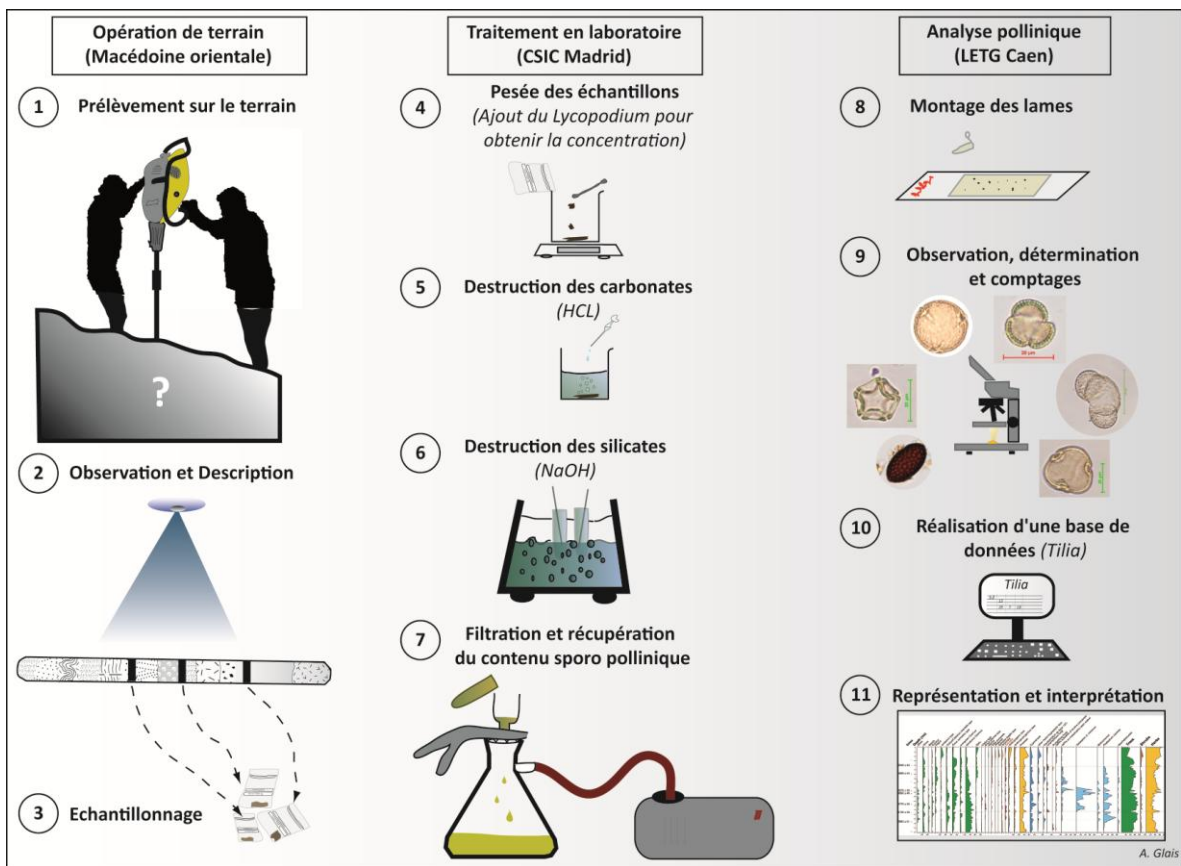 Opération de terrain
(Macédoine orientale)
1
Prélèvement sur le terrain
?
2
Observation et Description
3
Echantillonnage
Traitement en laboratoire
(CSIC Madrid)
4
Pesée des échantillons
(Ajout du Lycopodium pour
obtenir la concentration)
5
Destruction des carbonates
(HCL)
6
Destruction des silicates
(NaOH)
7
Filtration et récupération
du contenu sporo pollinique
Analyse pollinique
(LETG Caen)
8
Montage des lames
9
Observation, détermination
et comptages
10
Réalisation d'une base de
données (Tilia)
Tilia
11
Représentation et interprétation
A. Glais